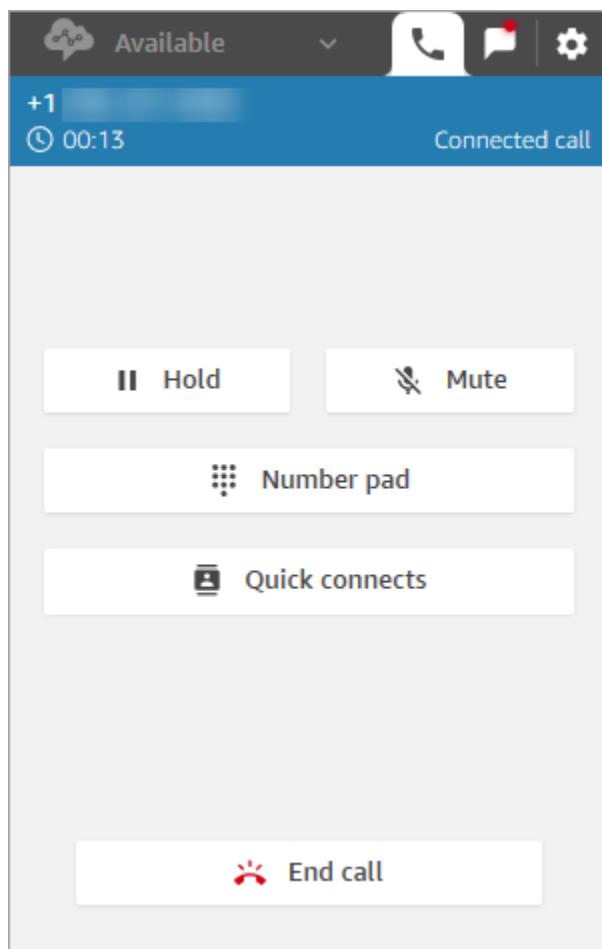 Available
+1
00:13 Connected call
Hold Mute
Number pad
Quick connects
End call